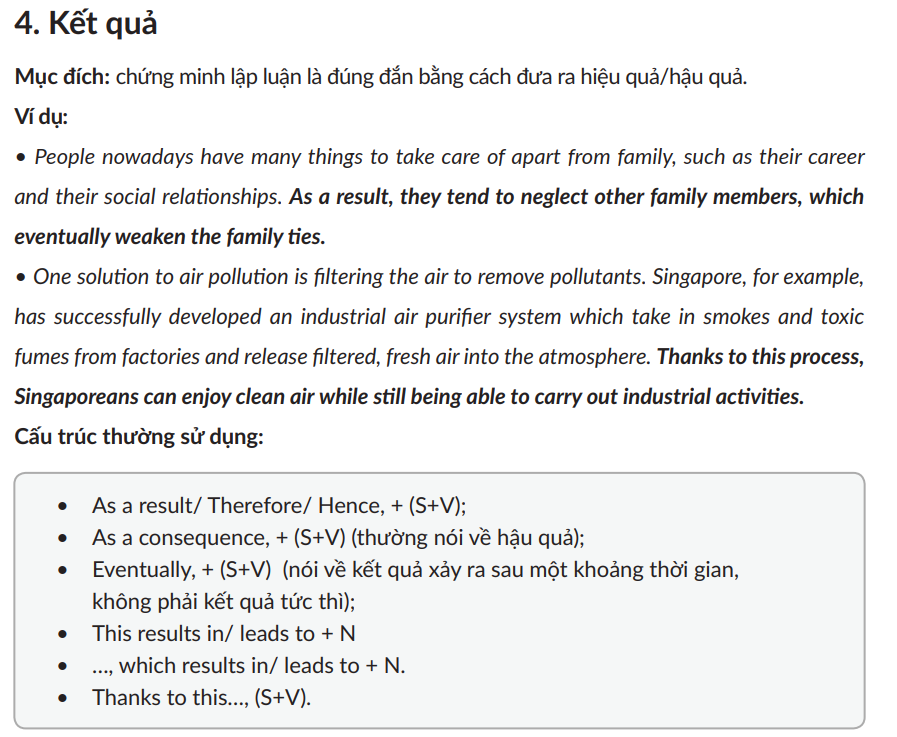 4. Kết quả
Mục đích: chứng minh lập luận là đúng đắn bằng cách đưa ra hiệu quả/hậu quả.
Ví dụ:
• People nowadays have many things to take care of apart from family, such as their career
and their social relationships. As a result, they tend to neglect other family members, which
eventually weaken the family ties.
• One solution to air pollution is filtering the air to remove pollutants. Singapore, for example,
has successfully developed an industrial air purifier system which take in smokes and toxic
fumes from factories and release filtered, fresh air into the atmosphere. Thanks to this process,
Singaporeans can enjoy clean air while still being able to carry out industrial activities.
Cấu trúc thường sử dụng:
• As a result/ Therefore/ Hence, + (S+V);
• As a consequence, + (S+V) (thường nói về hậu quả);
• Eventually, + (S+V) (nói về kết quả xảy ra sau một khoảng thời gian,
không phải kết quả tức thì);
• This results in/ leads to + N
• ..., which results in/ leads to + N.
• Thanks to this..., (S+V).